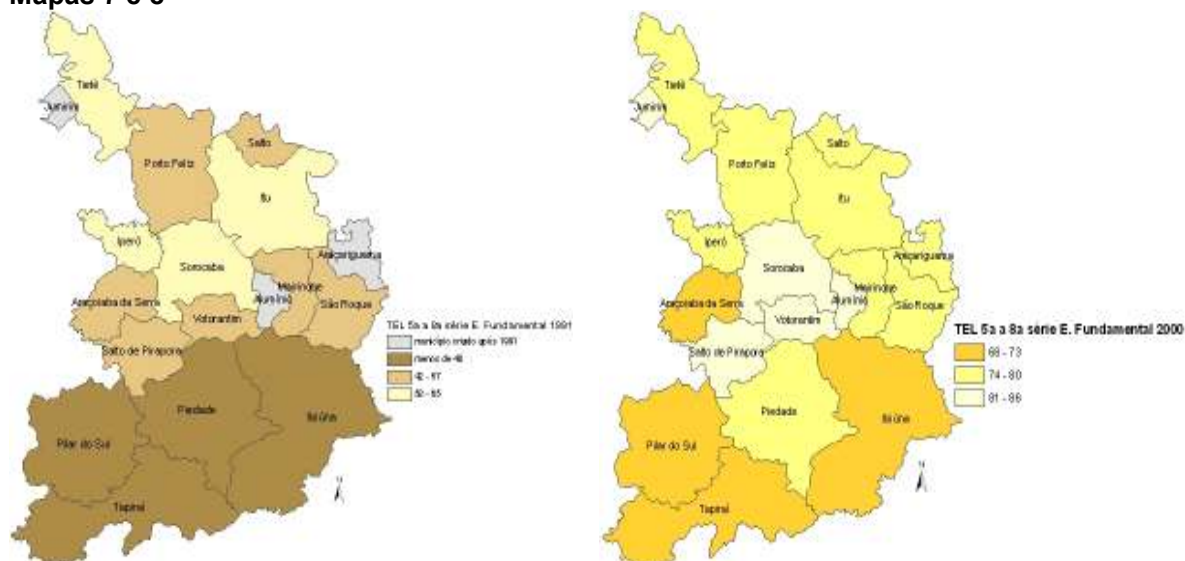 Mapas 7 e 8
Tietê
Jumirim
Porto Feliz
Salto
Itu
Iperó
Sorocaba
Araçariguama
Alumínio
Mairinque
São Roque
Araçoiaba da Serra
Votorantim
Salto de Pirapora
Piedade
Ibiúna
Pilar do Sul
Tapiraí
TEL 5a a 8a série E. Fundamental 1991
município criado após 1991
menos de
52 - 65
Tietê
Jumirim
Porto Feliz
Salto
Itu
Iperó
Sorocaba
Araçariguama
Alumínio
Mairinque
São Roque
Araçoiaba da Serra
Votorantim
Salto de Pirapora
Piedade
Ibiúna
Pilar do Sul
Tapiraí
TEL 5a a 8a série E. Fundamental 2000
74 - 80
81 - 86